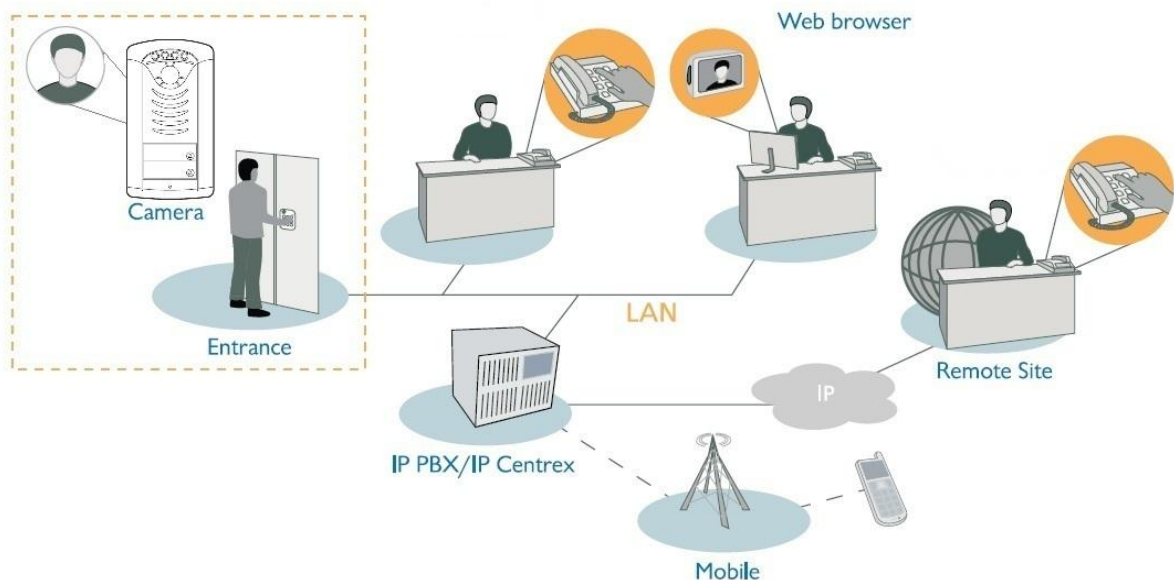 Web browser
Camera
LAN
Entrance
Remote Site
IP
IP PBX/IP Centrex
Mobile